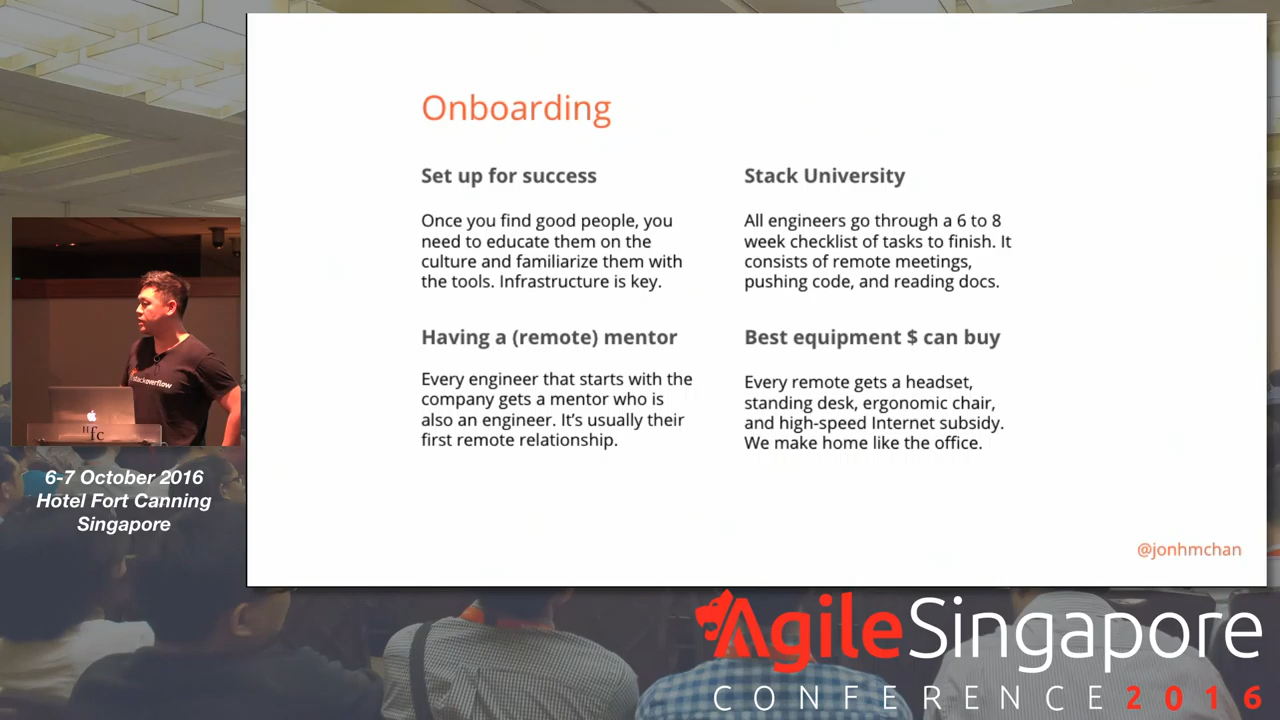 Onboarding
Set up for success
Once you find good people, you
need to educate them on the
culture and familiarize them with
the tools. Infrastructure is key.
Stack University
All engineers go through a 6 to 8
week checklist of tasks to finish. It
consists of remote meetings,
pushing code, and reading docs.
Having a (remote) mentor
Every engineer that starts with the
company gets a mentor who is
also an engineer. It's usually their
first remote relationship.
Best equipment $ can buy
Every remote gets a headset,
standing desk, ergonomic chair,
and high-speed Internet subsidy.
We make home like the office.
@jonhmchan
stackoverflow
fc
6-7 October 2016
Hotel Fort Canning
Singapore
AgileSingapore
CONFERENCE 2016